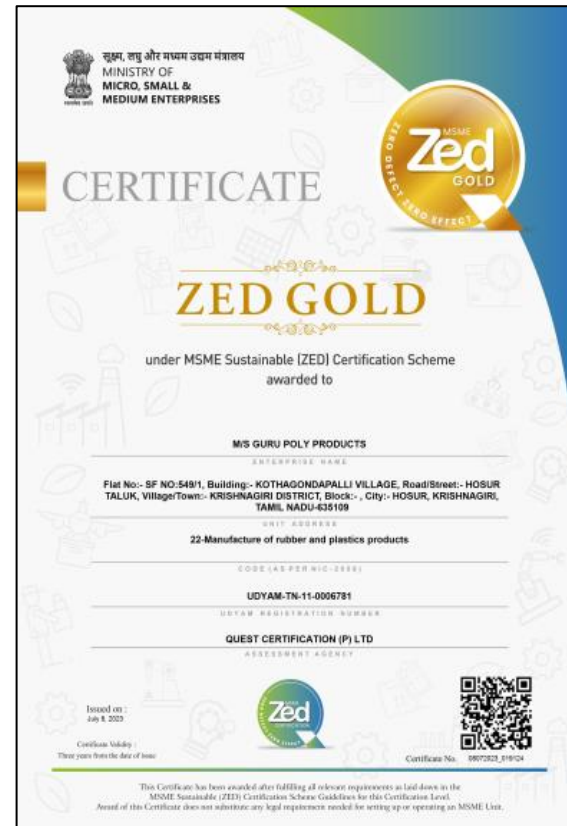 सूक्ष्म, लघु और मध्यम उद्यम मंत्रालय
MINISTRY OF
MICRO, SMALL &
MEDIUM ENTERPRISES
MSME
Zed
GOLD
ZERO DEFECT ZERO EFFECT
CERTIFICATE
ZED GOLD
under MSME Sustainable (ZED) Certification Scheme
awarded to
M/S GURU POLY PRODUCTS
ENTERPRISE NAME
Flat No:- SF NO:549/1, Building:- KOTHAGONDAPALLI VILLAGE, Road/Street:- HOSUR
TALUK, Village/Town:- KRISHNAGIRI DISTRICT, Block:- , City:- HOSUR, KRISHNAGIRI,
TAMIL NADU-635109
UNIT ADDRESS
22-Manufacture of rubber and plastics products
CODE (AS PER NIC-2008)
UDYAM-TN-11-0006781
UDYAM REGISTRATION NUMBER
QUEST CERTIFICATION (P) LTD
ASSESSMENT AGENCY
Issued on :
July 8, 2023
Zed
Certificate Validity :
Three years from the date of issue
Certificate No. 08072023_019124
This Certificate has been awarded after fulfilling all relevant requirements as laid down in the
MSME Sustainable (ZED) Certification Scheme Guidelines for this Certification Level.
Award of this Certificate does not substitute any legal requirement needed for setting up or operating an MSME Unit.